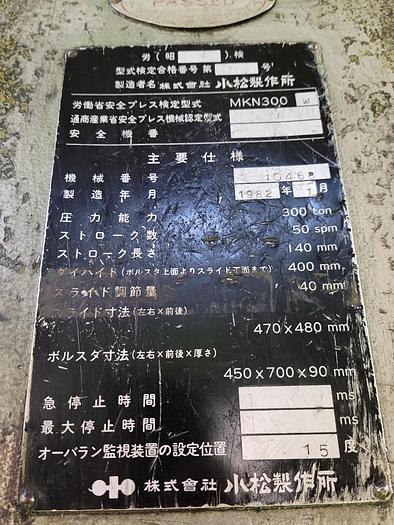 労(昭 )検
型式検定合格番号 第 号
製造者名 株式會社 小松製作所
労働省安全プレス検定型式 MKN300 W
通商産業省安全プレス機械認定型式
安全機番
主要仕様
機械番号 10462
製造年月 1982年 1月
圧力能力 300 ton
ストローク数 50 spm
ストローク長さ 140 mm
ダイハイト(ボルスタ上面よりスライド下面まで) 400 mm
スライド調節量 40 mm
スライド寸法(左右×前後)
470×480 mm
ボルスダ寸法(左右×前後×厚さ)
450×700×90 mm
急停止時間 ms
最大停止時間 ms
オーバラン監視装置の設定位置 15 度
株式會社 小松製作所